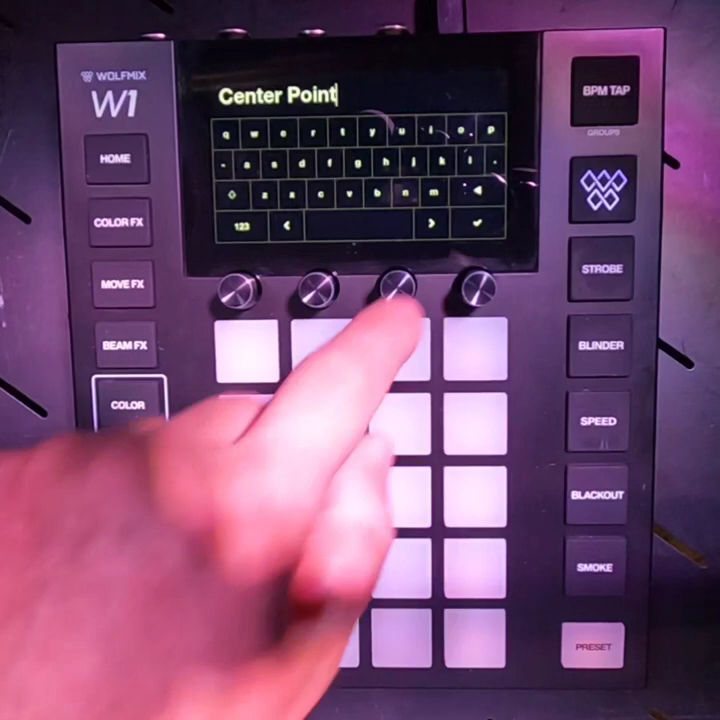 WOLFMIX
W1
HOME
COLOR FX
MOVE FX
BEAM FX
COLOR
Center Point
q w e r t y u i o p
- a s d f g h j k l .
z x c v b n m
123
BPM TAP
GROUPS
STROBE
BLINDER
SPEED
BLACKOUT
SMOKE
PRESET